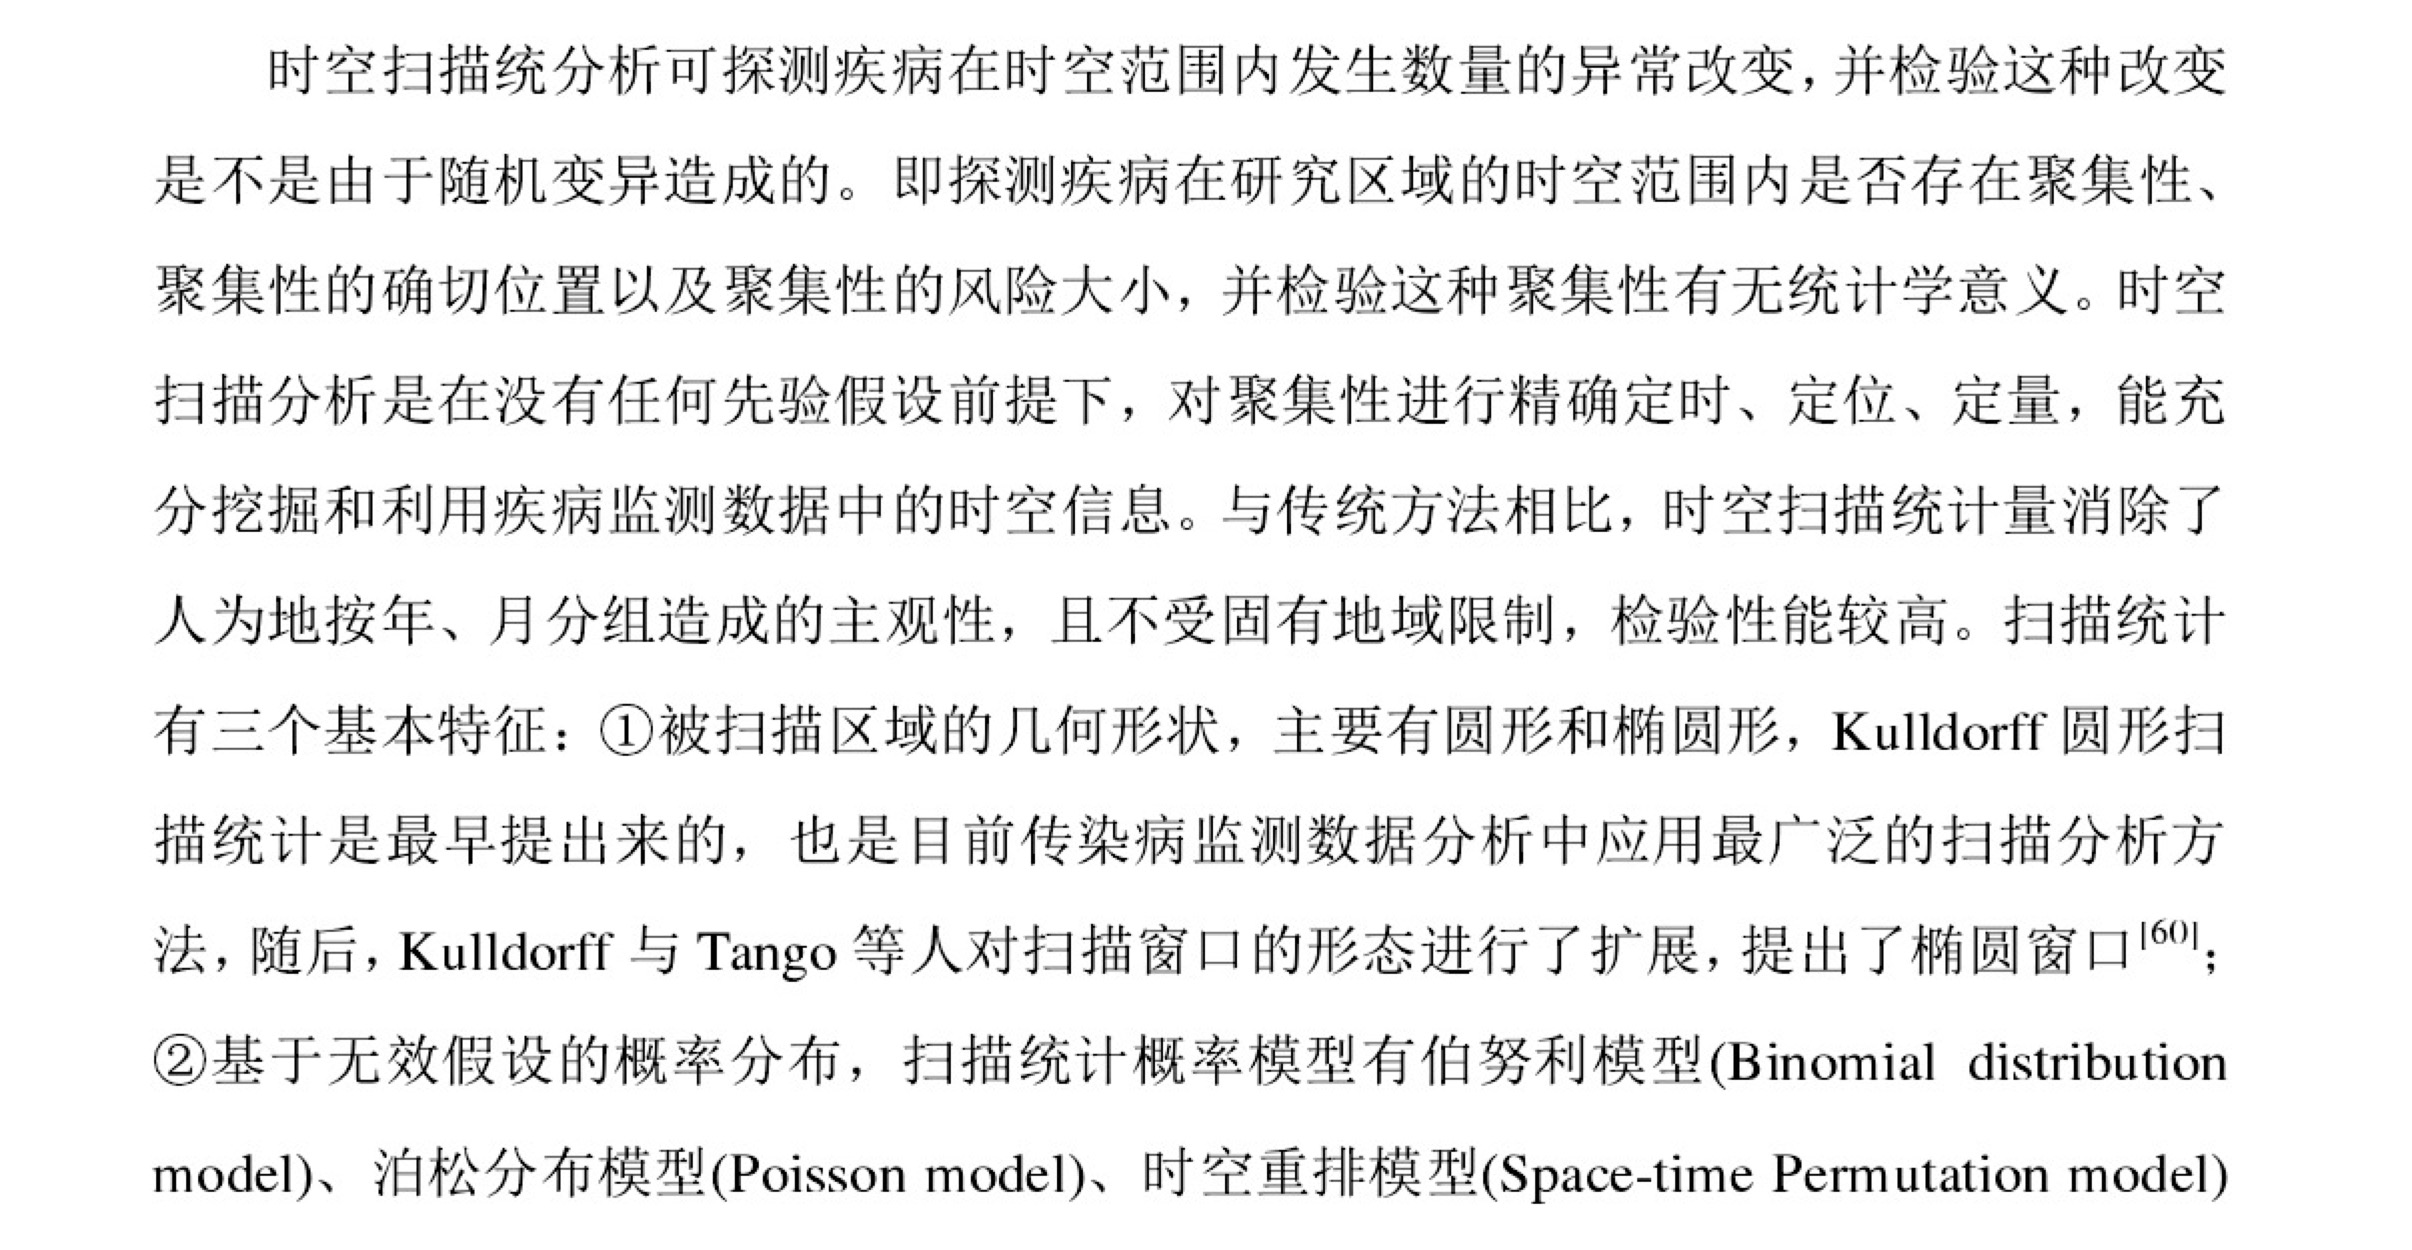 时空扫描统分析可探测疾病在时空范围内发生数量的异常改变，并检验这种改变
是不是由于随机变异造成的。即探测疾病在研究区域的时空范围内是否存在聚集性、
聚集性的确切位置以及聚集性的风险大小，并检验这种聚集性有无统计学意义。时空
扫描分析是在没有任何先验假设前提下，对聚集性进行精确定时、定位、定量，能充
分挖掘和利用疾病监测数据中的时空信息。与传统方法相比，时空扫描统计量消除了
人为地按年、月分组造成的主观性，且不受固有地域限制，检验性能较高。扫描统计
有三个基本特征：①被扫描区域的几何形状，主要有圆形和椭圆形，Kulldorff 圆形扫
描统计是最早提出来的，也是目前传染病监测数据分析中应用最广泛的扫描分析方
法，随后，Kulldorff 与 Tango 等人对扫描窗口的形态进行了扩展，提出了椭圆窗口[60]；
②基于无效假设的概率分布，扫描统计概率模型有伯努利模型(Binomial distribution
model)、泊松分布模型(Poisson model)、时空重排模型(Space-time Permutation model)